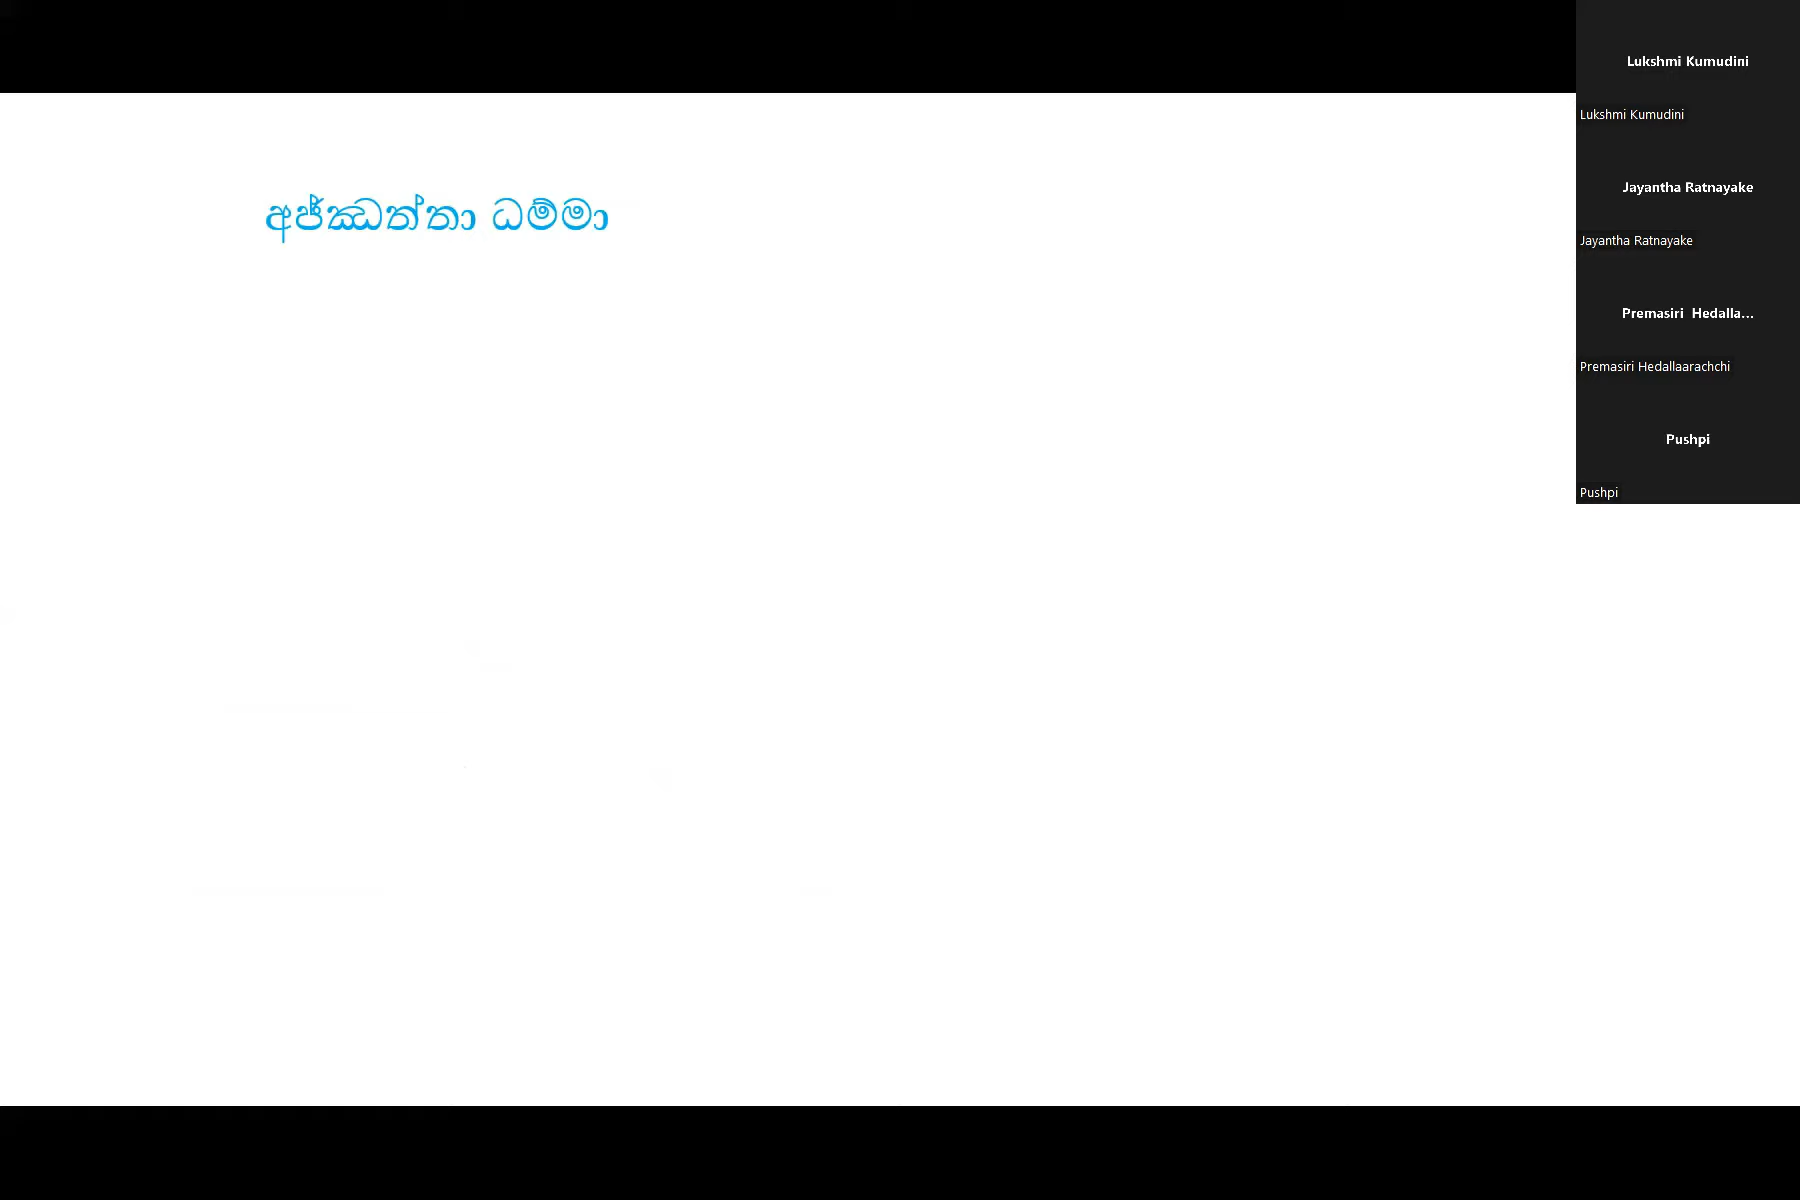 අජ්ඣත්තා ධම්මා
Lukshmi Kumudini
Lukshmi Kumudini
Jayantha Ratnayake
Jayantha Ratnayake
Premasiri Hedalla...
Premasiri Hedallaarachchi
Pushpi
Pushpi